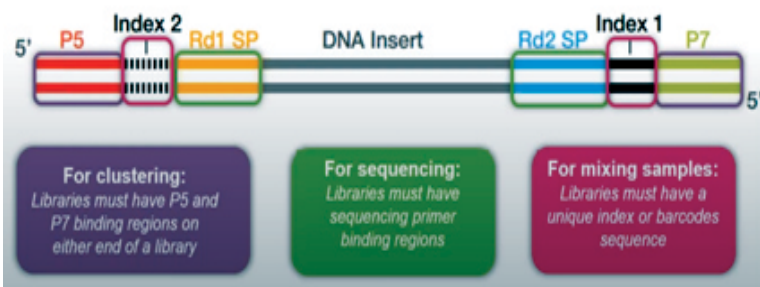 Index 2
Index 1
5’ P5 Rd1 SP DNA Insert Rd2 SP P7
5’
For clustering:
Libraries must have P5 and
P7 binding regions on
either end of a library
For sequencing:
Libraries must have
sequencing primer
binding regions
For mixing samples:
Libraries must have a
unique index or barcodes
sequence